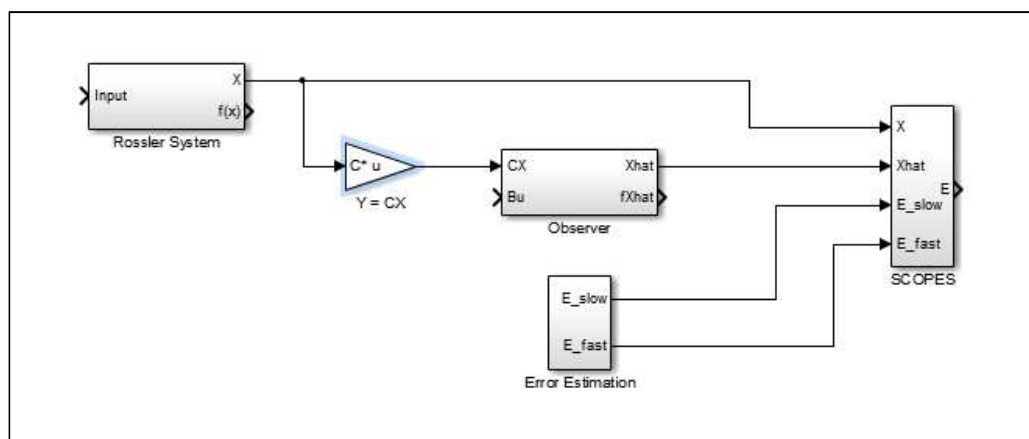 X
Input
f(x)
Rossler System
C* u
Y = CX
CX
Xhat
Bu
fXhat
Observer
X
Xhat
E
E_slow
E_fast
SCOPES
E_slow
E_fast
Error Estimation